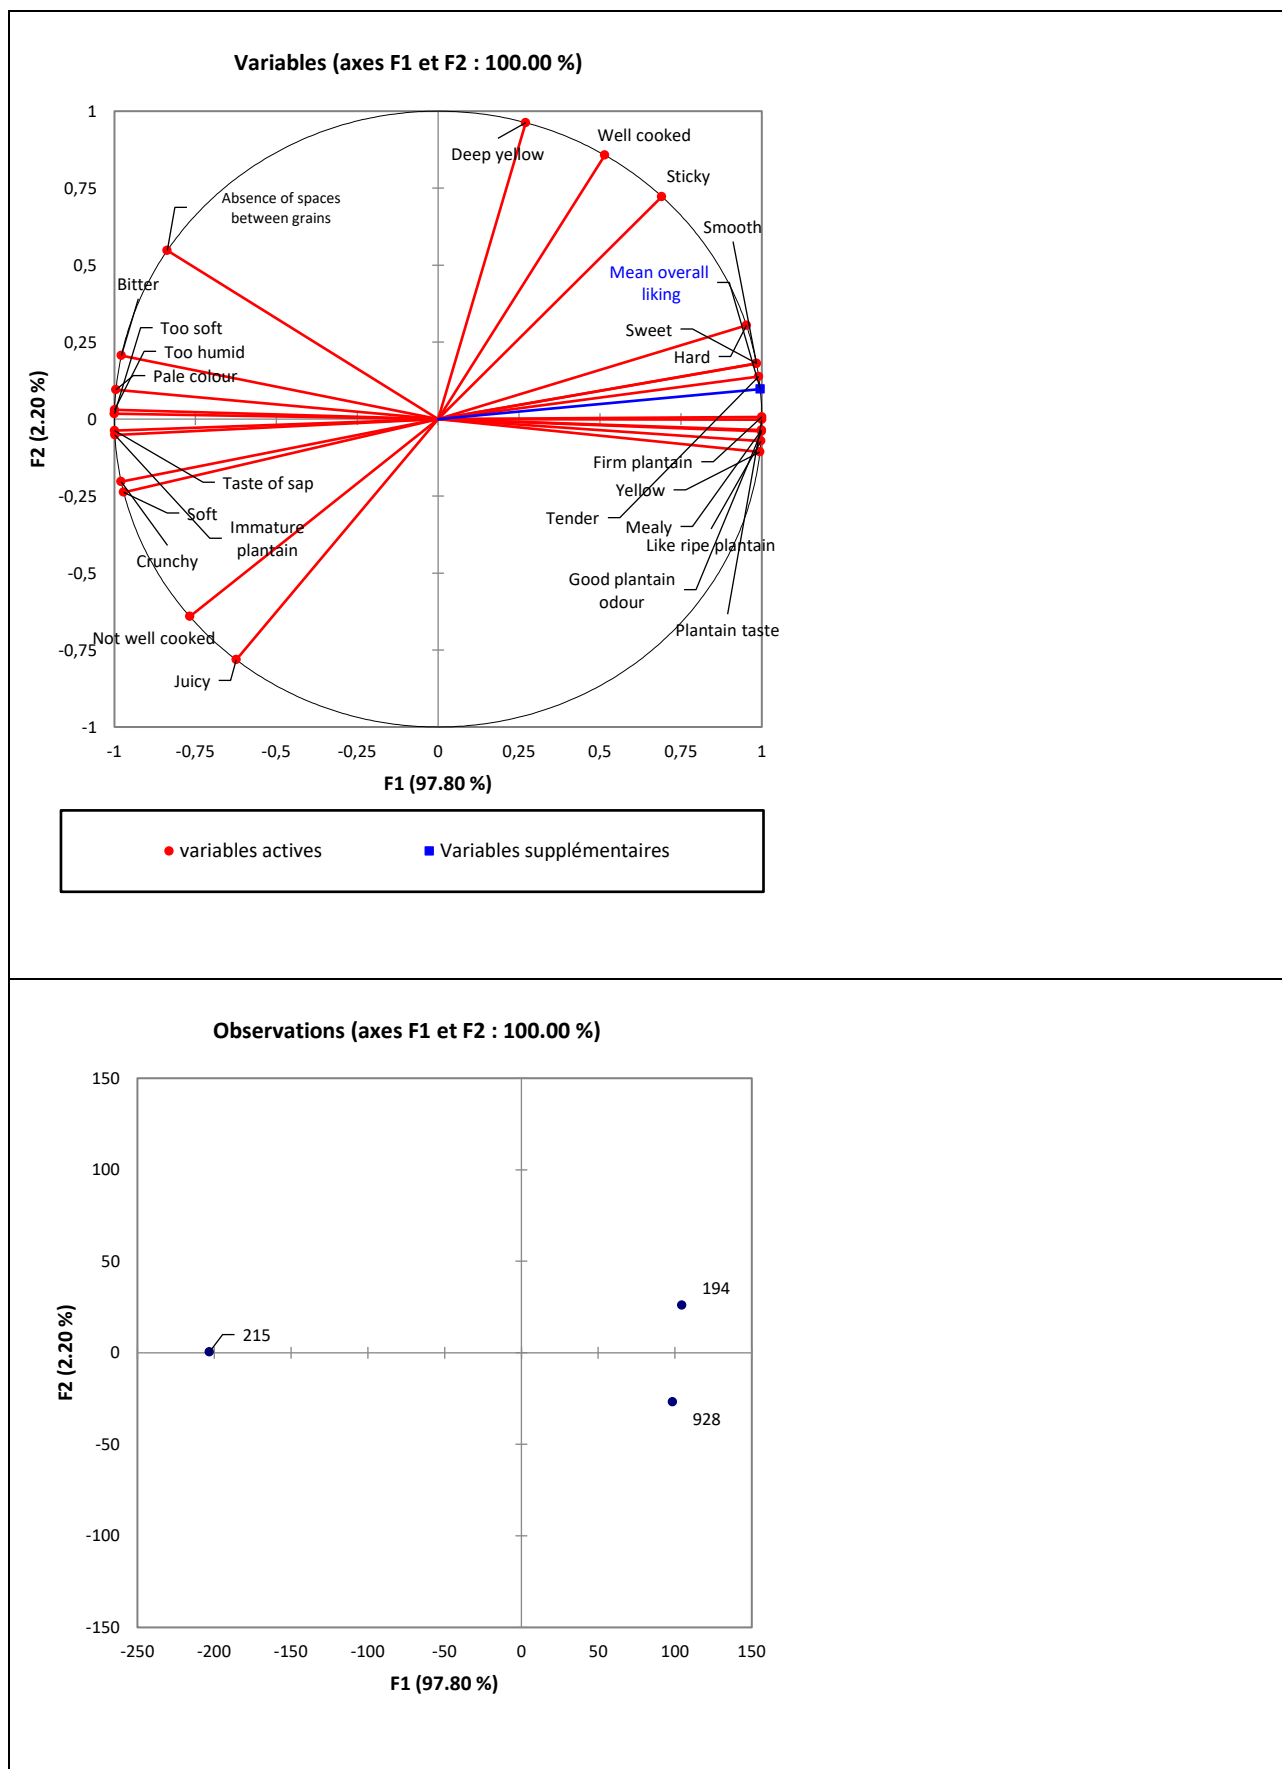 Variables (axes F1 et F2 : 100.00 %)
1
Deep yellow
Well cooked
0,75
Sticky
Absence of spaces
between grains
Smooth
0,5
Mean overall
liking
Bitter
0,25
Too soft
Sweet
Too humid
Hard
Pale colour
0
F2 (2.20 %)
Firm plantain
Taste of sap
Yellow
-0,25
Soft
Tender
Immature
plantain
Mealy
Like ripe plantain
Crunchy
-0,5
Good plantain
odour
Not well cooked
Plantain taste
-0,75
Juicy
-1
-1 -0,75 -0,5 -0,25 0 0,25 0,5 0,75 1
F1 (97.80 %)
variables actives Variables supplémentaires
Observations (axes F1 et F2 : 100.00 %)
150
100
50
194
215
0
F2 (2.20 %)
928
-50
-100
-150
-250 -200 -150 -100 -50 0 50 100 150
F1 (97.80 %)